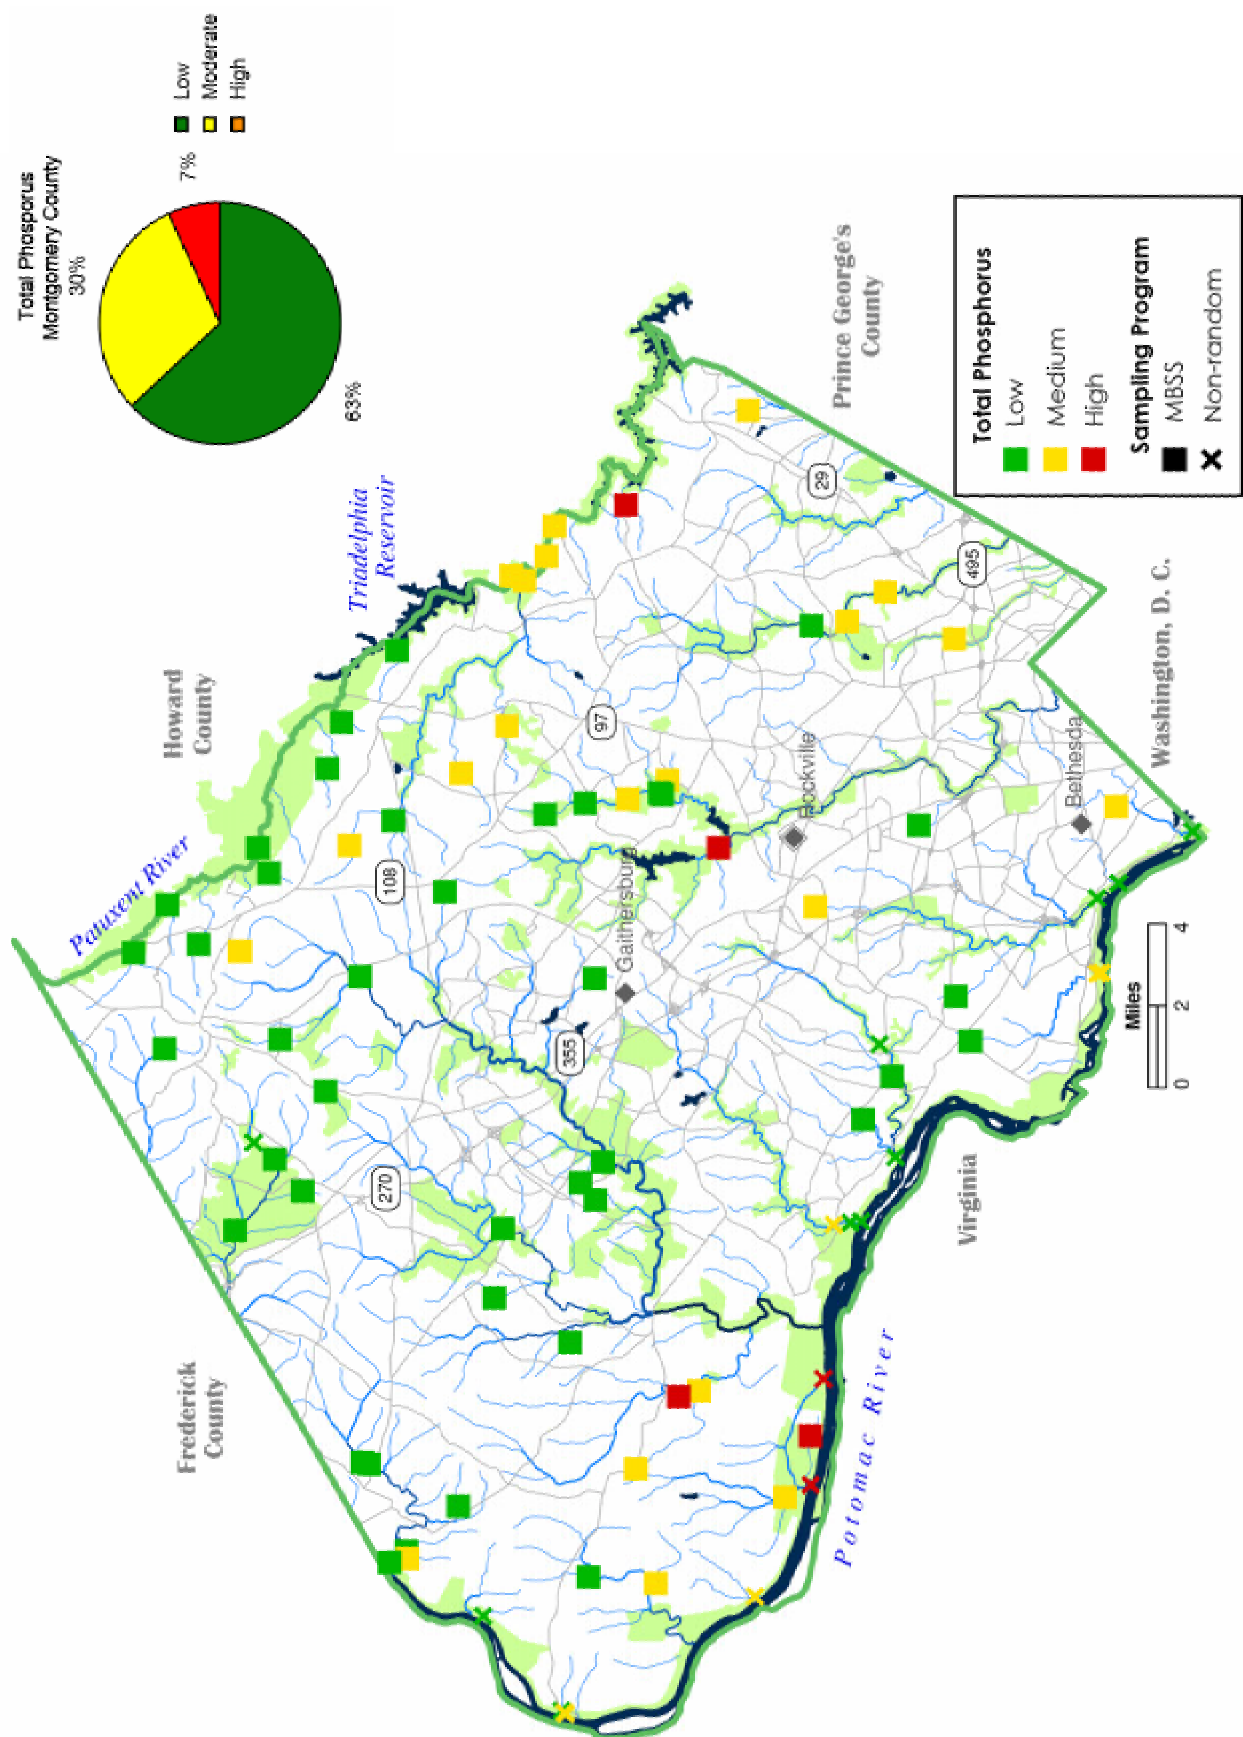 Total Phosporus
Montgomery County
30%
7%
63%
Low
Moderate
High
Frederick
County
Howard
County
Prince George's
County
Washington, D. C.
Virginia
Patuxent River
Triadelphia
Reservoir
Potomac River
270
355
108
97
29
495
Gaithersburg
Rockville
Bethesda
Miles
0 2 4
Total Phosphorus
Low
Medium
High
Sampling Program
MBSS
Non-random